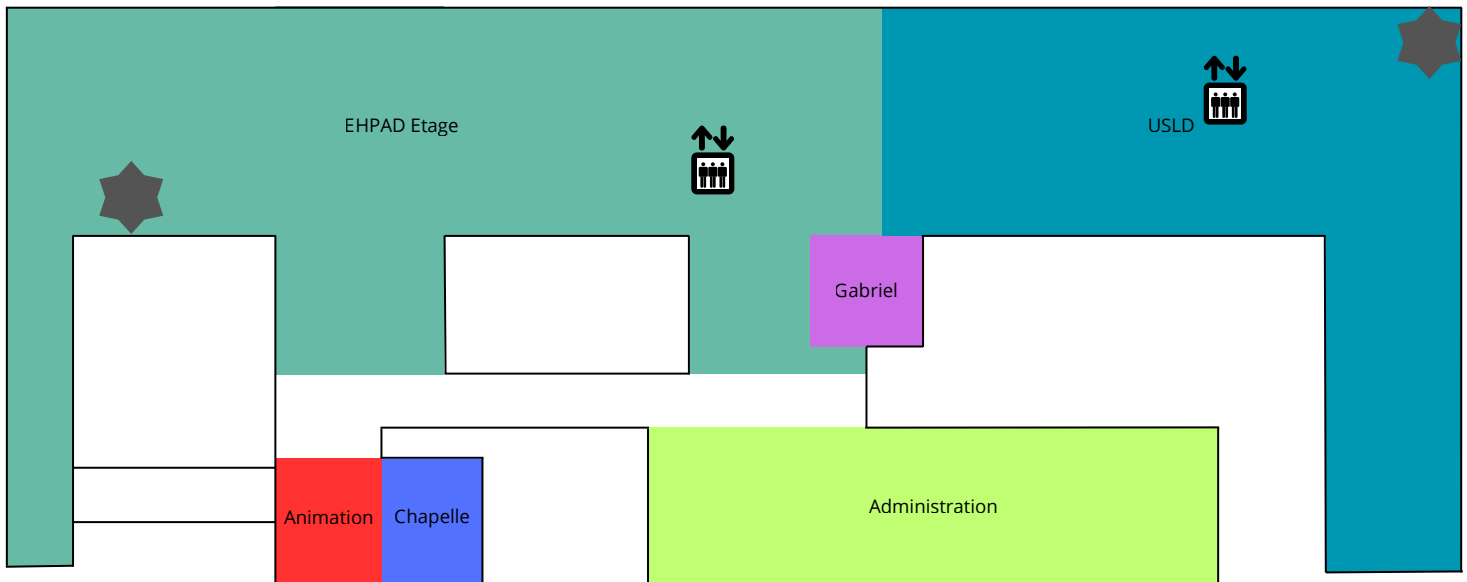 EHPAD Etage
USLD
Gabriel
Administration
Animation
Chapelle